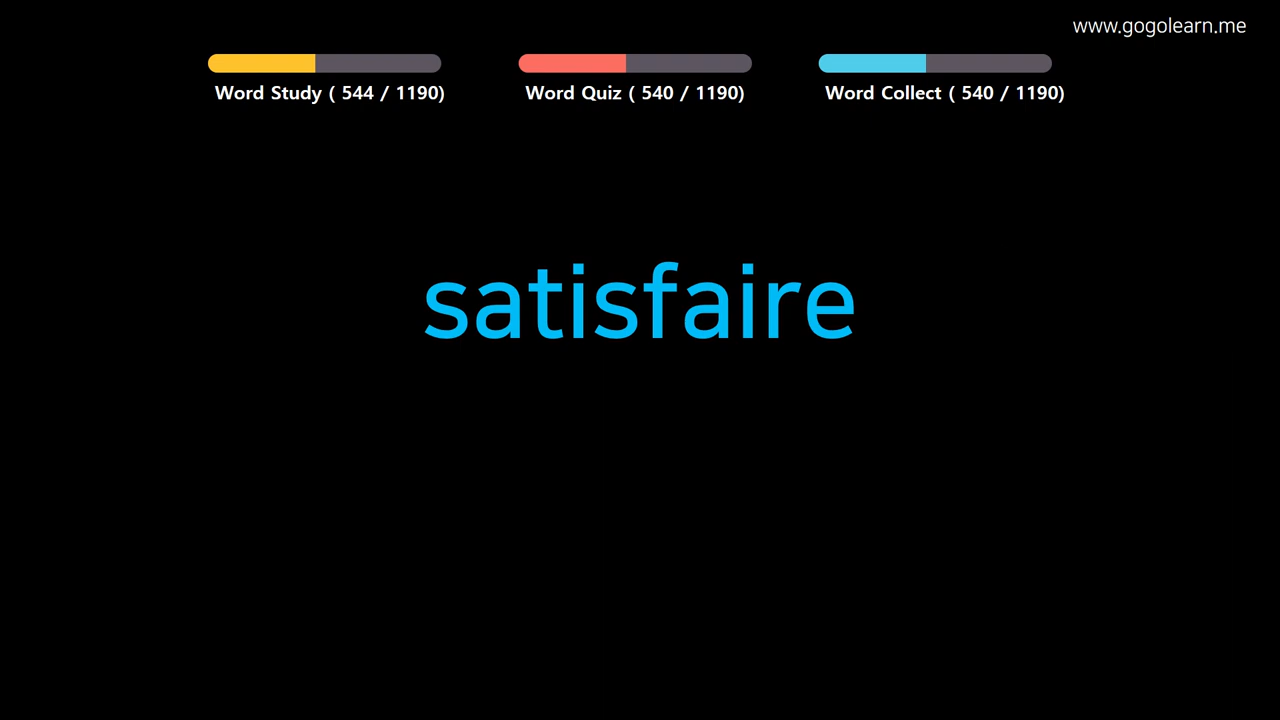 www.gogolearn.me
Word Study ( 544 / 1190)
Word Quiz ( 540 / 1190)
Word Collect ( 540 / 1190)
satisfaire